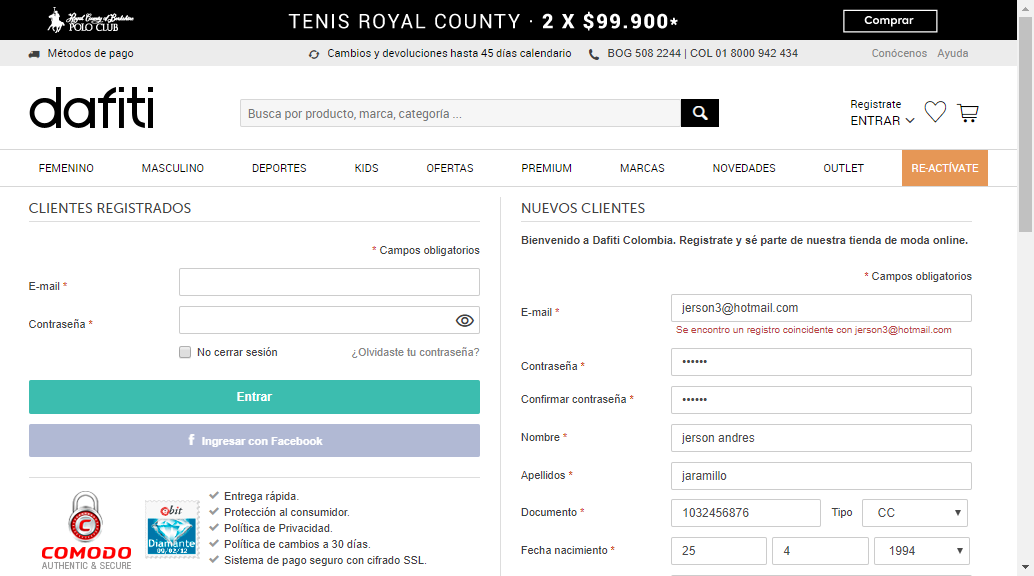 Royal County of Berkshire
POLO CLUB
TENIS ROYAL COUNTY · 2 X $99.900*
Comprar
Métodos de pago
Cambios y devoluciones hasta 45 días calendario
BOG 508 2244 | COL 01 8000 942 434
Conócenos
Ayuda
dafiti
Busca por producto, marca, categoría ...
Registrate
ENTRAR
FEMENINO MASCULINO DEPORTES KIDS OFERTAS PREMIUM MARCAS NOVEDADES OUTLET RE-ACTÍVATE
CLIENTES REGISTRADOS
* Campos obligatorios
E-mail *
Contraseña *
No cerrar sesión
¿Olvidaste tu contraseña?
Entrar
f Ingresar con Facebook
C
COMODO
AUTHENTIC & SECURE
ebit
Diamante
09/02/12
Entrega rápida.
Protección al consumidor.
Política de Privacidad.
Política de cambios a 30 días.
Sistema de pago seguro con cifrado SSL.
NUEVOS CLIENTES
Bienvenido a Dafiti Colombia. Registrate y sé parte de nuestra tienda de moda online.
* Campos obligatorios
E-mail * jerson3@hotmail.com
Se encontro un registro coincidente con jerson3@hotmail.com
Contraseña * ••••••
Confirmar contraseña * ••••••
Nombre * jerson andres
Apellidos * jaramillo
Documento * 1032456876 Tipo CC
Fecha nacimiento * 25 4 1994